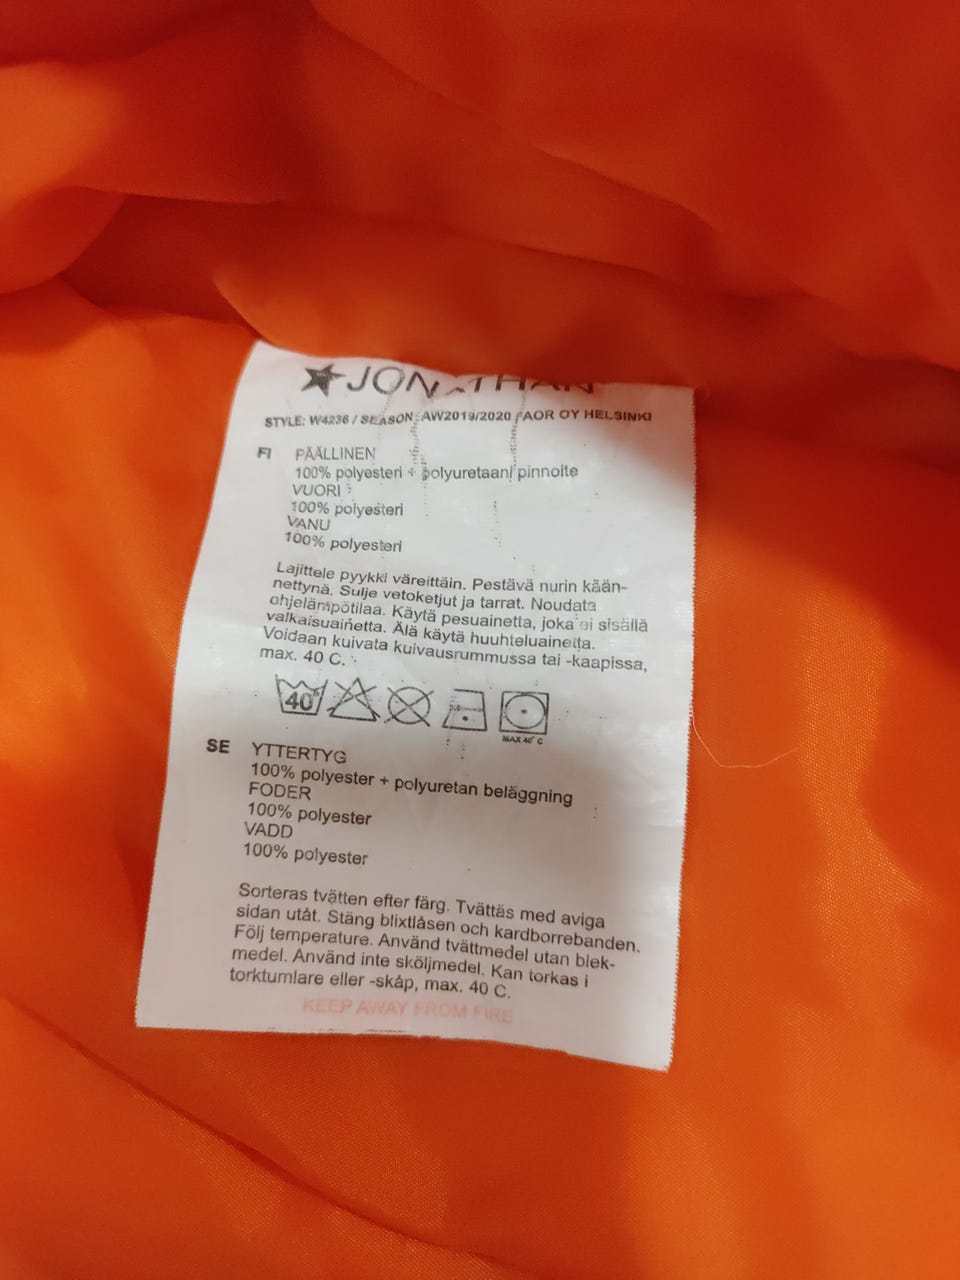 JONATHAN
STYLE: W4236 / SEASON: AW2019/2020 FAOR OY HELSINKI
FI PÄÄLLINEN
100% polyesteri + polyuretaani pinnoite
VUORI
100% polyesteri
VANU
100% polyesteri
Lajittele pyykki väreittäin. Pestävä nurin kään-
nettynä. Sulje vetoketjut ja tarrat. Noudata
ohjelämpötilaa. Käytä pesuainetta, joka ei sisällä
valkaisuainetta. Älä käytä huuhteluainetta.
Voidaan kuivata kuivausrummussa tai -kaapissa,
max. 40 C.
40°
MAX 40° C
SE YTTERTYG
100% polyester + polyuretan beläggning
FODER
100% polyester
VADD
100% polyester
Sorteras tvätten efter färg. Tvättäs med aviga
sidan utåt. Stäng blixtlåsen och kardborrebanden.
Följ temperature. Använd tvättmedel utan blek-
medel. Använd inte sköljmedel. Kan torkas i
torktumlare eller -skåp, max. 40 C.
KEEP AWAY FROM FIRE